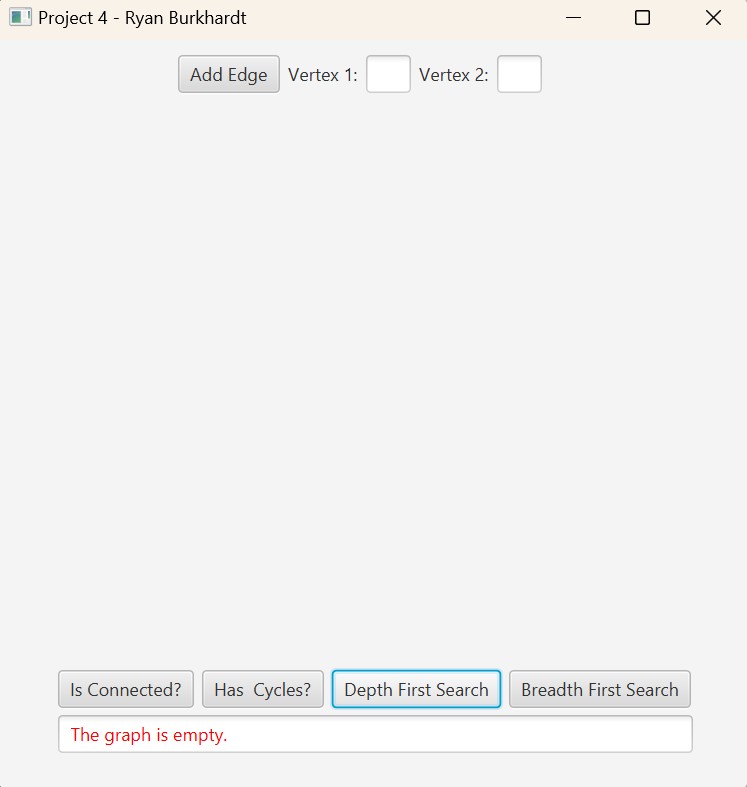 Project 4 - Ryan Burkhardt
Add Edge Vertex 1: Vertex 2:
Is Connected? Has  Cycles? Depth First Search Breadth First Search
The graph is empty.